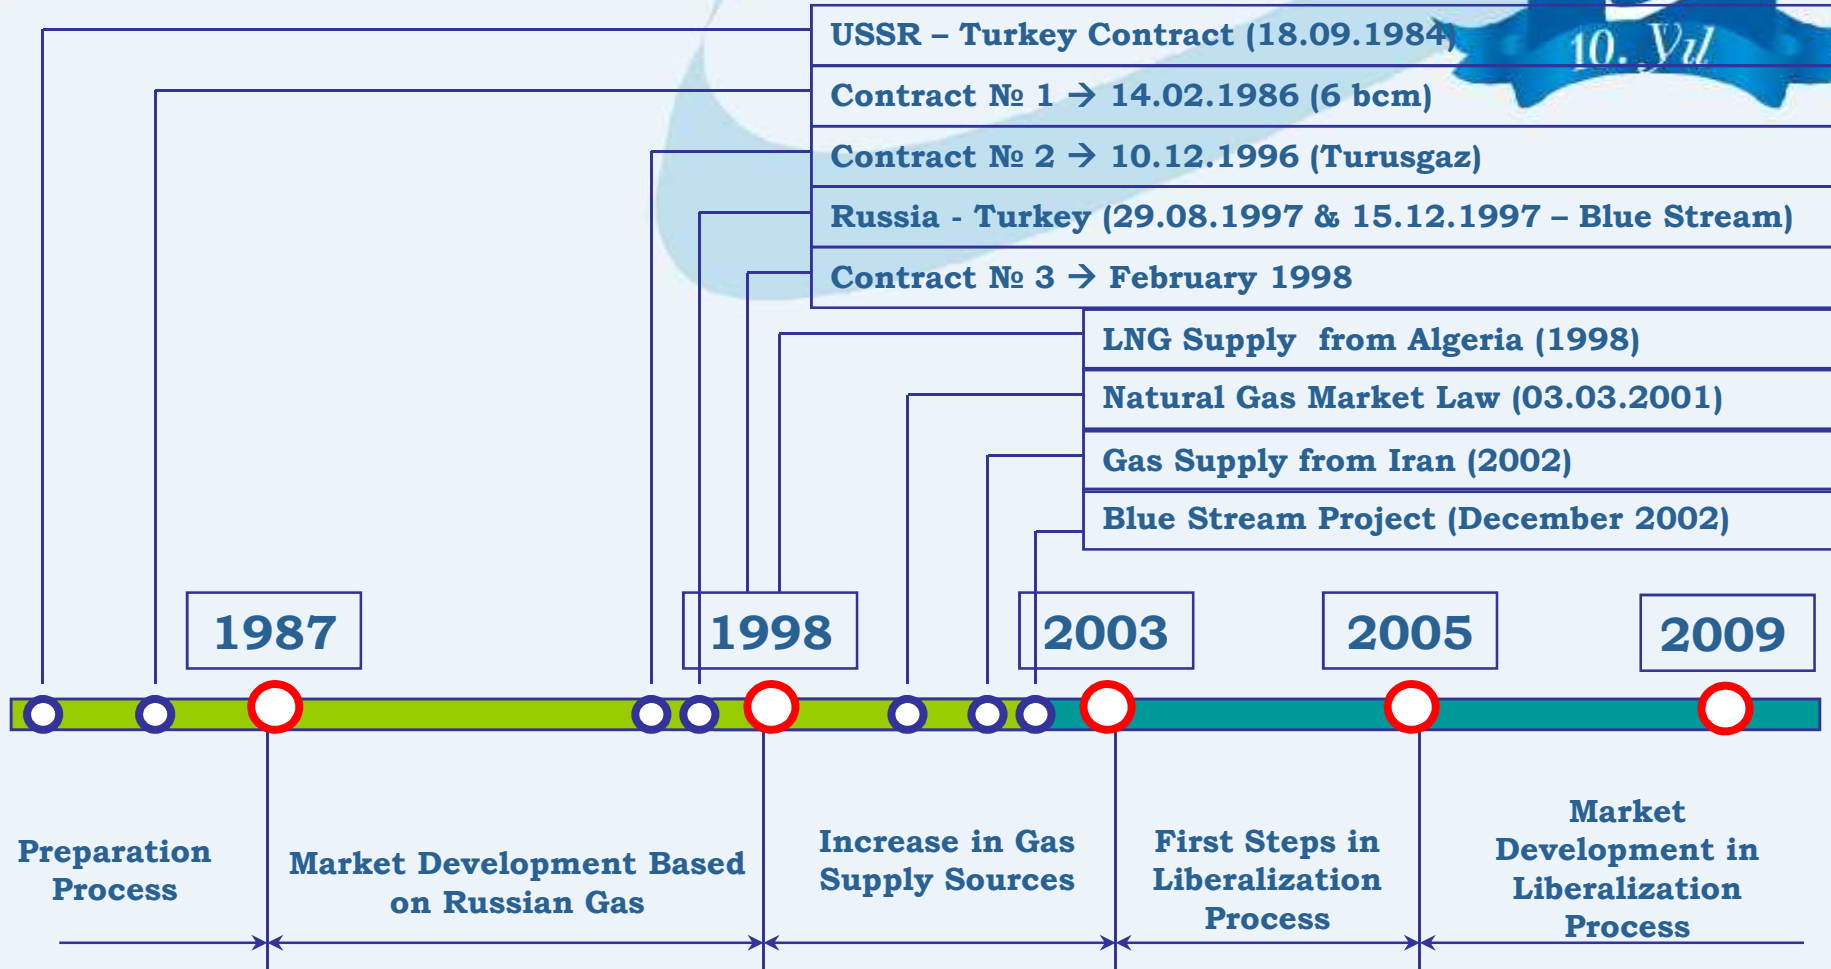 10. Yıl
USSR – Turkey Contract (18.09.1984)
Contract № 1 → 14.02.1986 (6 bcm)
Contract № 2 → 10.12.1996 (Turusgaz)
Russia - Turkey (29.08.1997 & 15.12.1997 – Blue Stream)
Contract № 3 → February 1998
LNG Supply  from Algeria (1998)
Natural Gas Market Law (03.03.2001)
Gas Supply from Iran (2002)
Blue Stream Project (December 2002)
1987
1998
2003
2005
2009
Preparation
Process
Market Development Based
on Russian Gas
Increase in Gas
Supply Sources
First Steps in
Liberalization
Process
Market
Development in
Liberalization
Process